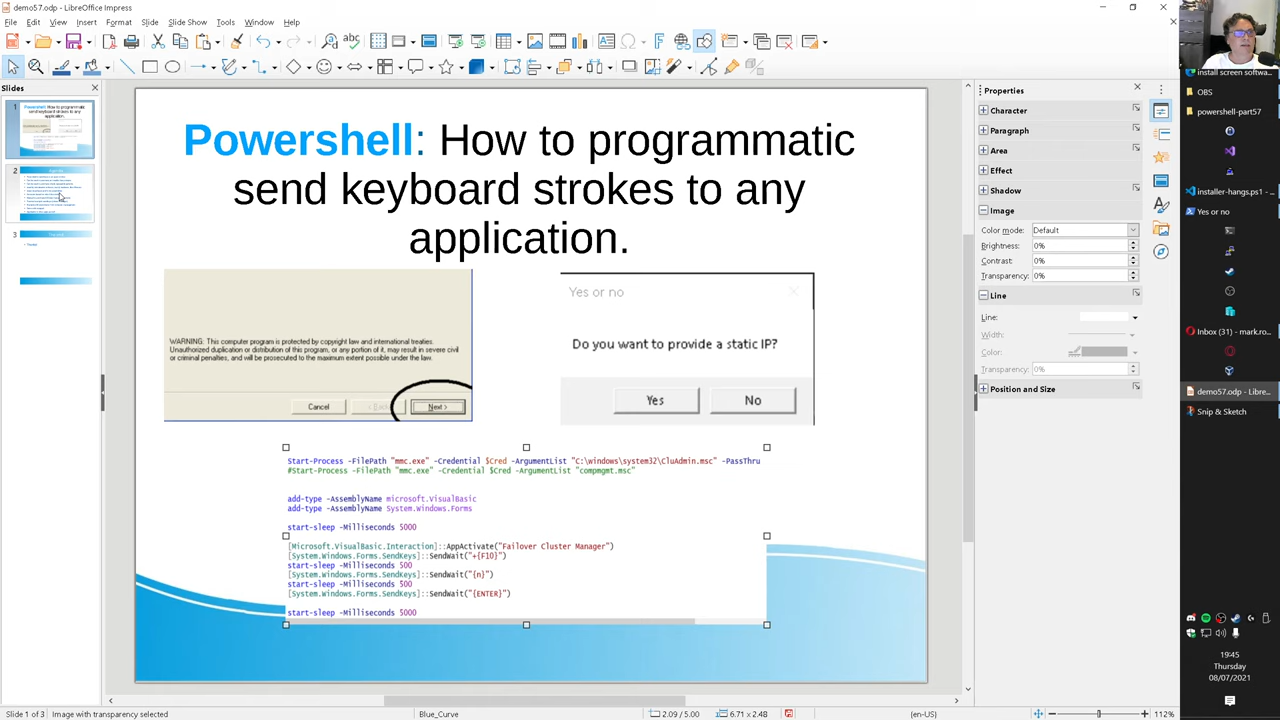 demo57.odp - LibreOffice Impress
File Edit View Insert Format Slide Slide Show Tools Window Help
Slides
1
2
3
Powershell: How to programmatic
send keyboard strokes to any
application.
WARNING: This computer program is protected by copyright law and international treaties.
Unauthorized duplication or distribution of this program, or any portion of it, may result in severe civil
or criminal penalties, and will be prosecuted to the maximum extent possible under the law.
Cancel
Next >
Yes or no
Do you want to provide a static IP?
Yes No
Start-Process -FilePath "mmc.exe" -Credential $Cred -ArgumentList "C:\windows\system32\CluAdmin.msc" -PassThru
#Start-Process -FilePath "mmc.exe" -Credential $Cred -ArgumentList "compmgmt.msc"
add-type -AssemblyName microsoft.VisualBasic
add-type -AssemblyName System.Windows.Forms
start-sleep -Milliseconds 5000
[Microsoft.VisualBasic.Interaction]::AppActivate("Failover Cluster Manager")
[System.Windows.Forms.SendKeys]::SendWait("+{F10}")
start-sleep -Milliseconds 500
[System.Windows.Forms.SendKeys]::SendWait("{n}")
start-sleep -Milliseconds 500
[System.Windows.Forms.SendKeys]::SendWait("{ENTER}")
start-sleep -Milliseconds 5000
Properties
Character
Paragraph
Area
Effect
Shadow
Image
Color mode: Default
Brightness: 0%
Contrast: 0%
Transparency: 0%
Line
Line:
Width:
Color:
Transparency: 0%
Position and Size
install screen softwa...
OBS
powershell-part57
installer-hangs.ps1 - ...
Yes or no
Inbox (31) - mark.ro...
demo57.odp - Libre...
Snip & Sketch
19:45
Thursday
08/07/2021
Slide 1 of 3 Image with transparency selected Blue_Curve 2.09 / 5.00 6.71 x 2.48 (en-US) 112%